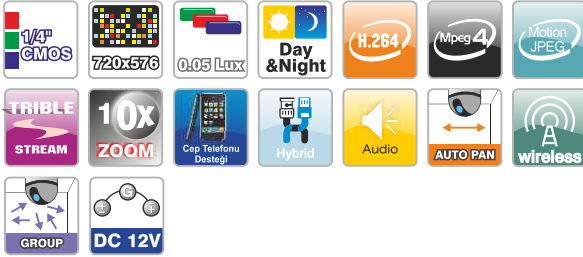 1/4"
CMOS
720x576
0.05 Lux
Day
&Night
H.264
Mpeg4
Motion
JPEG
TRIBLE
STREAM
10x
ZOOM
Cep Telefonu
Desteği
Hybrid
Audio
AUTO PAN
wireless
GROUP
G
DC 12V